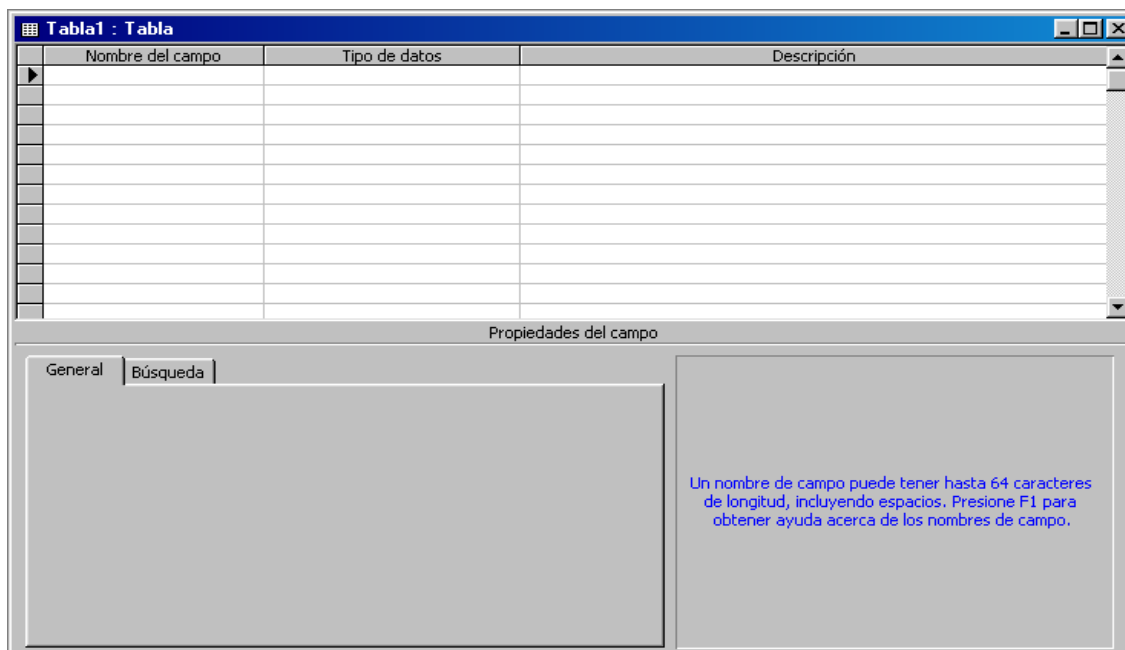 Tabla1 : Tabla
Nombre del campo Tipo de datos Descripción
Propiedades del campo
General Búsqueda
Un nombre de campo puede tener hasta 64 caracteres
de longitud, incluyendo espacios. Presione F1 para
obtener ayuda acerca de los nombres de campo.